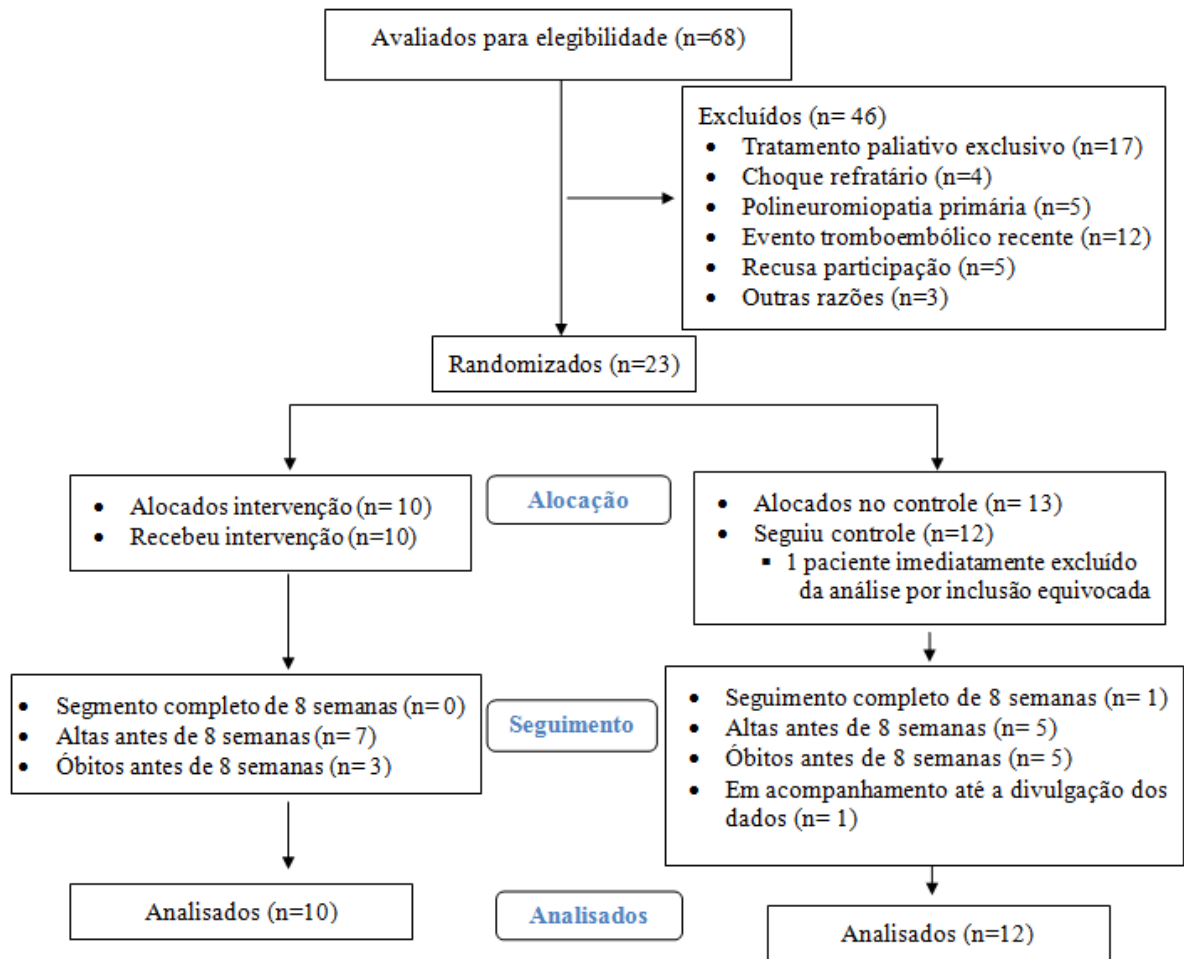 Avaliados para elegibilidade (n=68)
Excluídos (n= 46)
• Tratamento paliativo exclusivo (n=17)
• Choque refratário (n=4)
• Polineuromiopatia primária (n=5)
• Evento tromboembólico recente (n=12)
• Recusa participação (n=5)
• Outras razões (n=3)
Randomizados (n=23)
• Alocados intervenção (n= 10)
• Recebeu intervenção (n=10)
Alocação
• Alocados no controle (n= 13)
• Seguiu controle (n=12)
▪ 1 paciente imediatamente excluído
da análise por inclusão equivocada
• Segmento completo de 8 semanas (n= 0)
• Altas antes de 8 semanas (n= 7)
• Óbitos antes de 8 semanas (n= 3)
Seguimento
• Seguimento completo de 8 semanas (n= 1)
• Altas antes de 8 semanas (n= 5)
• Óbitos antes de 8 semanas (n= 5)
• Em acompanhamento até a divulgação dos
dados (n= 1)
Analisados (n=10)
Analisados
Analisados (n=12)